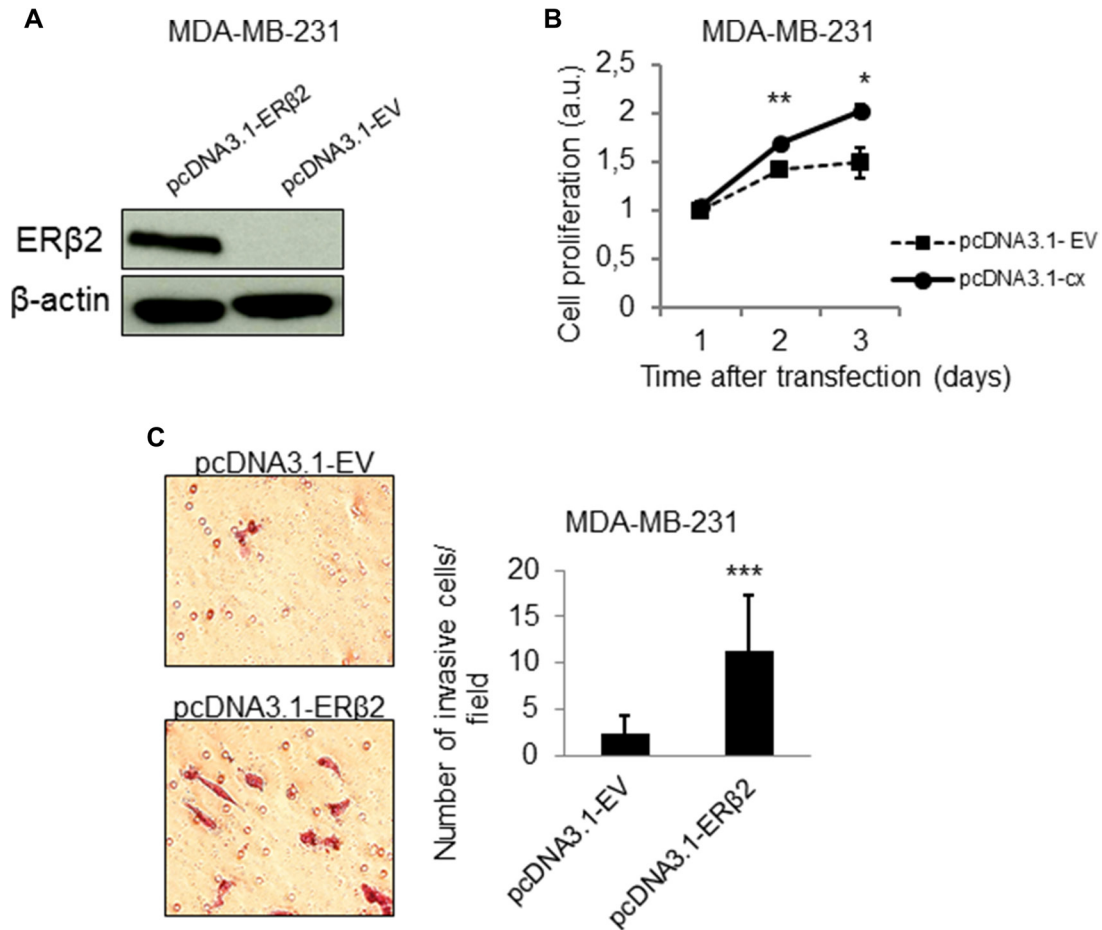 A
MDA-MB-231
pcDNA3.1-ERβ2
pcDNA3.1-EV
ERβ2
β-actin
B
MDA-MB-231
Cell proliferation (a.u.)
2,5
2
1,5
1
0,5
0
**
*
1 2 3
Time after transfection (days)
pcDNA3.1- EV
pcDNA3.1-cx
C
pcDNA3.1-EV
pcDNA3.1-ERβ2
MDA-MB-231
Number of invasive cells/
field
20
15
10
5
0
***
pcDNA3.1-EV
pcDNA3.1-ERβ2